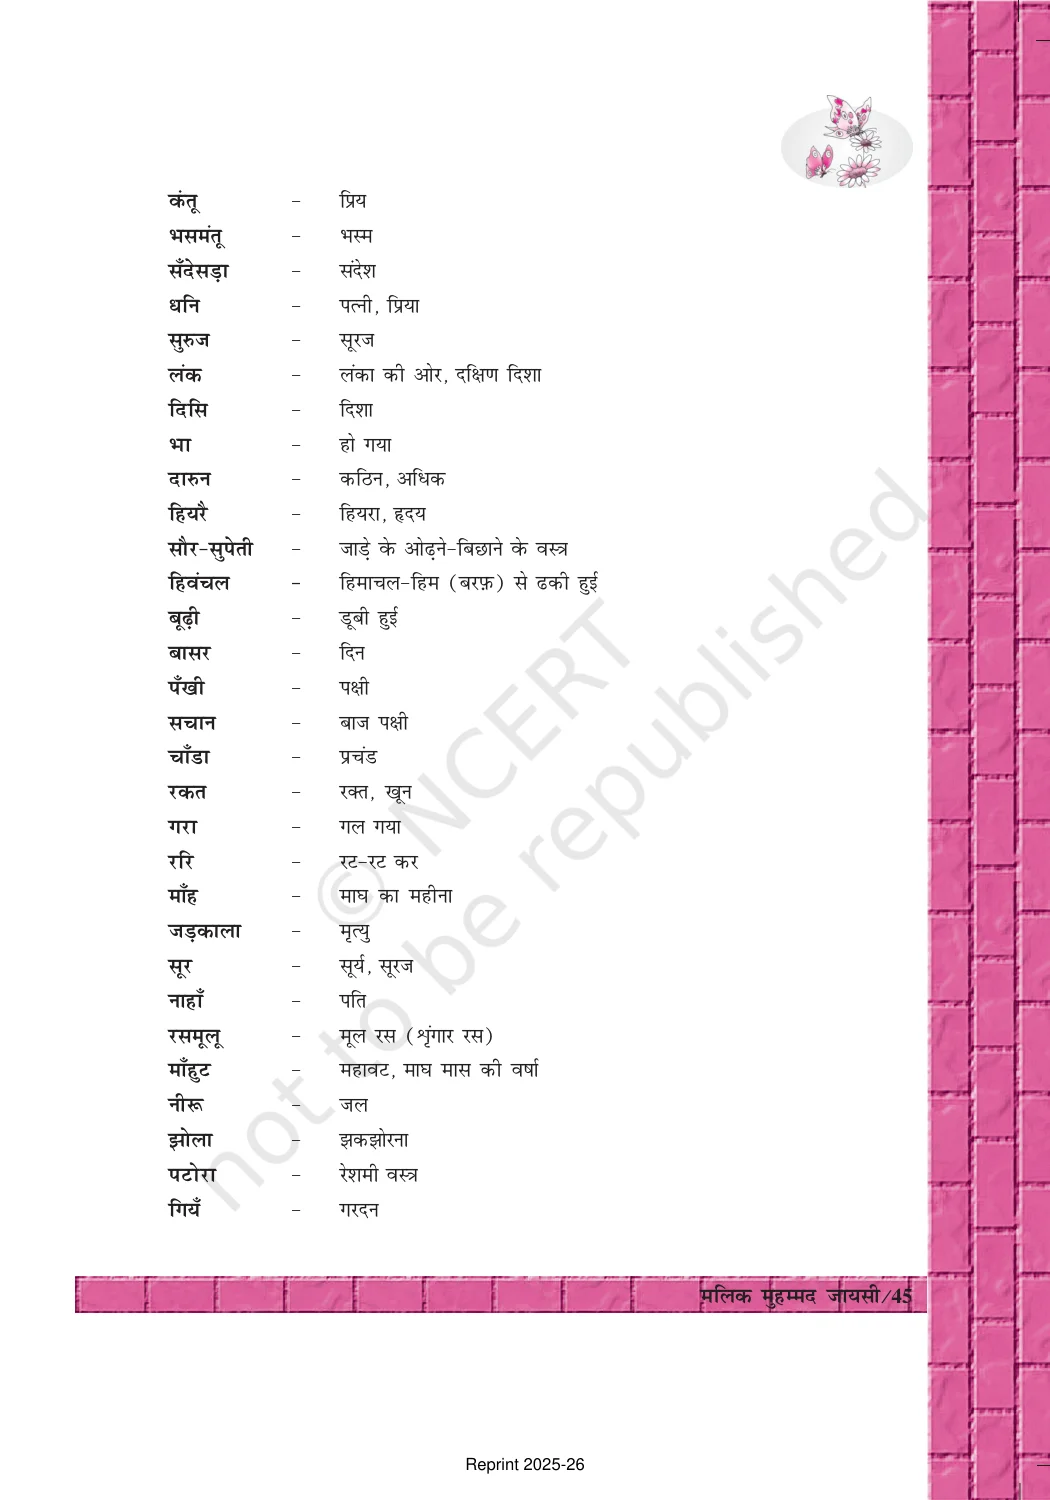 कंतू – प्रिय
भसमंतू – भस्म
सँदेसड़ा – संदेश
धनि – पत्नी, प्रिया
सुरुज – सूरज
लंक – लंका की ओर, दक्षिण दिशा
दिसि – दिशा
भा – हो गया
दारुन – कठिन, अधिक
हियरै – हियरा, हृदय
सौर-सुपेती – जाड़े के ओढ़ने-बिछाने के वस्त्र
हिवंचल – हिमाचल-हिम (बरफ़) से ढकी हुई
बूढ़ी – डूबी हुई
बासर – दिन
पँखी – पक्षी
सचान – बाज पक्षी
चाँडा – प्रचंड
रकत – रक्त, खून
गरा – गल गया
ररि – रट-रट कर
माँह – माघ का महीना
जड़काला – मृत्यु
सूर – सूर्य, सूरज
नाहाँ – पति
रसमूलू – मूल रस (शृंगार रस)
माँहुट – महावट, माघ मास की वर्षा
नीरू – जल
झोला – झकझोरना
पटोरा – रेशमी वस्त्र
गियँ – गरदन
© NCERT
not to be republished
मलिक मुहम्मद जायसी/45
Reprint 2025-26